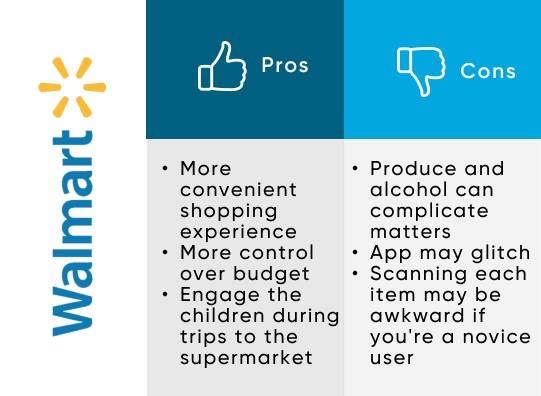 Walmart
Pros
Cons
• More
convenient
shopping
experience
• More control
over budget
• Engage the
children during
trips to the
supermarket
• Produce and
alcohol can
complicate
matters
• App may glitch
• Scanning each
item may be
awkward if
you're a novice
user